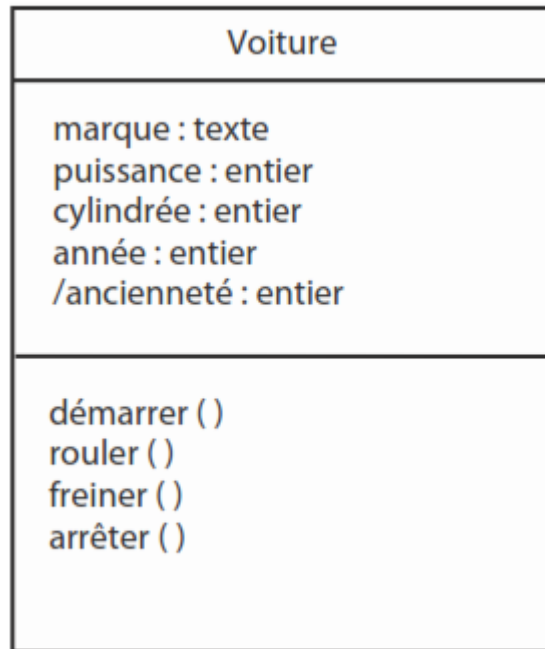 Voiture
marque : texte
puissance : entier
cylindrée : entier
année : entier
/ancienneté : entier
démarrer ( )
rouler ( )
freiner ( )
arrêter ( )